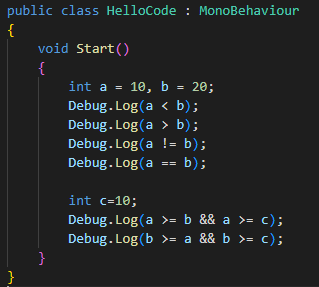 public class HelloCode : MonoBehaviour
{
    void Start()
    {
        int a = 10, b = 20;
        Debug.Log(a < b);
        Debug.Log(a > b);
        Debug.Log(a != b);
        Debug.Log(a == b);

        int c=10;
        Debug.Log(a >= b && a >= c);
        Debug.Log(b >= a && b >= c);
    }
}